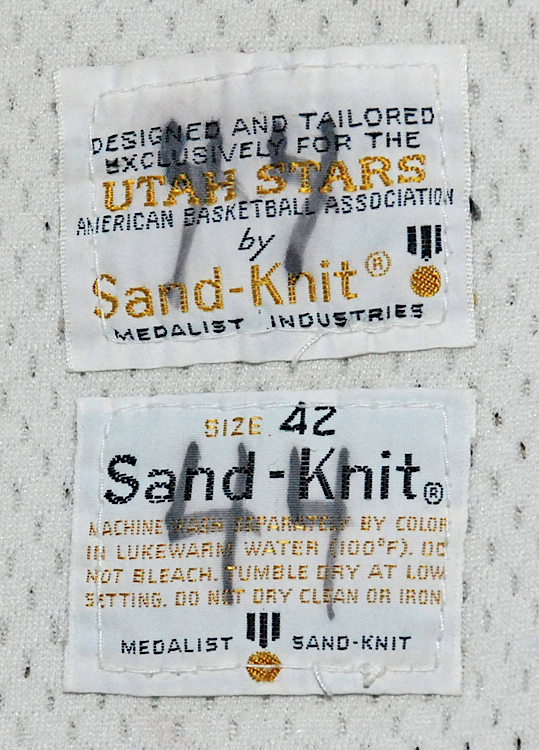 DESIGNED AND TAILORED
EXCLUSIVELY FOR THE
UTAH STARS
AMERICAN BASKETBALL ASSOCIATION
by
Sand-Knit®
MEDALIST INDUSTRIES
44
SIZE 42
Sand-Knit®
MACHINE WASH SEPARATELY BY COLOR
IN LUKEWARM WATER (100°F). DO
NOT BLEACH. TUMBLE DRY AT LOW
SETTING. DO NOT DRY CLEAN OR IRON
44
MEDALIST SAND-KNIT